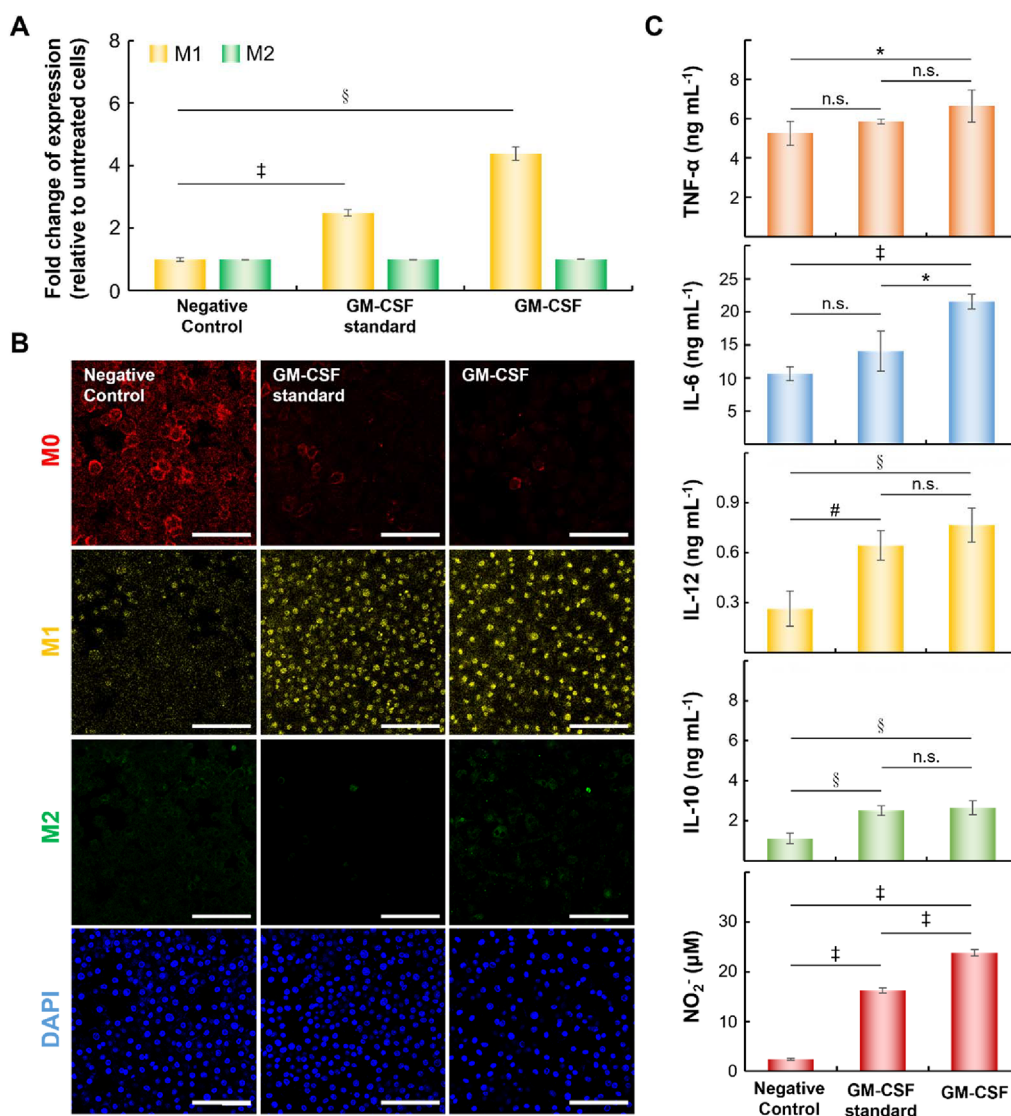 A
Fold change of expression
(relative to untreated cells)
8
6
4
2
0
M1 M2
§
‡
Negative
Control
GM-CSF
standard
GM-CSF
B
Negative
Control
GM-CSF
standard
GM-CSF
M0
M1
M2
DAPI
C
TNF-α (ng mL⁻¹)
8
6
4
2
*
n.s.
n.s.
IL-6 (ng mL⁻¹)
25
20
15
10
5
‡
*
n.s.
IL-12 (ng mL⁻¹)
0.9
0.6
0.3
§
n.s.
#
IL-10 (ng mL⁻¹)
8
6
4
2
§
n.s.
§
NO₂⁻ (μM)
30
20
10
0
‡
‡
‡
Negative
Control
GM-CSF
standard
GM-CSF